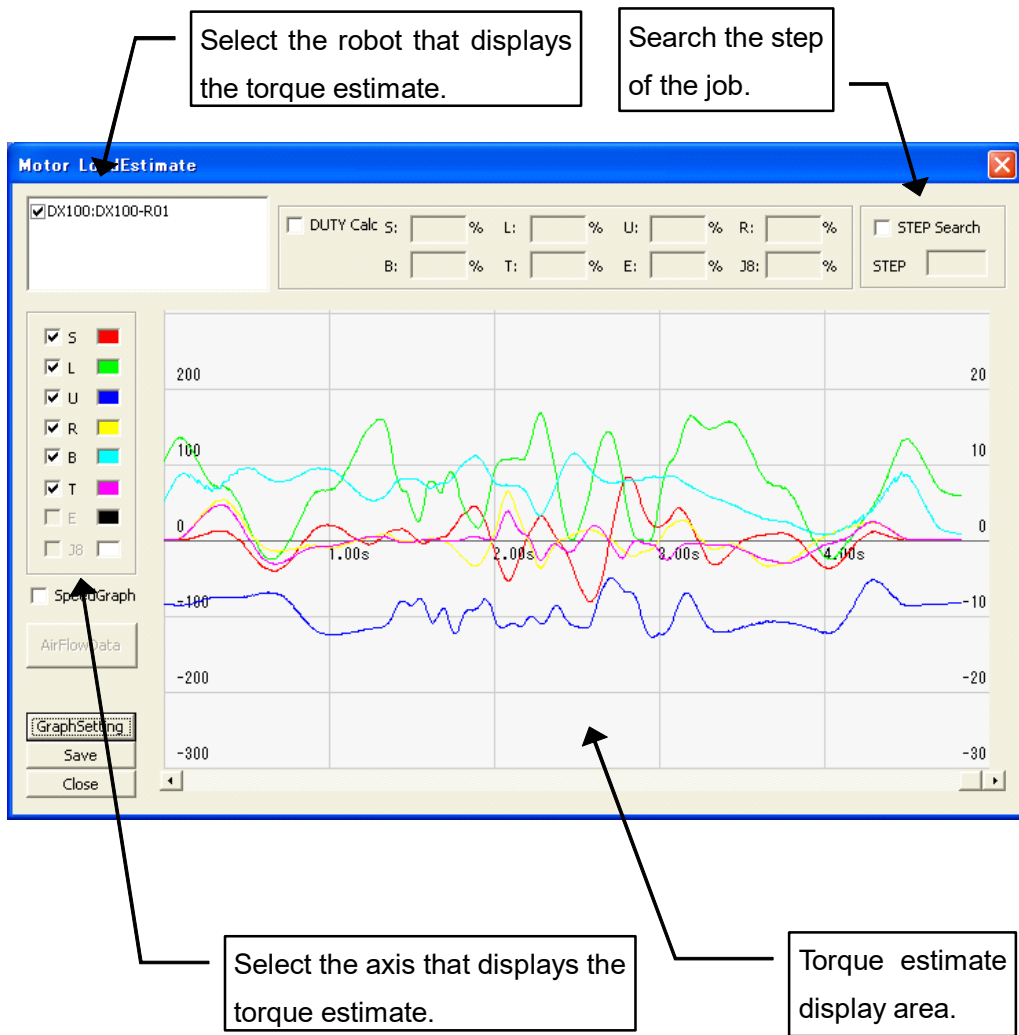 Select the robot that displays
the torque estimate.
Search the step
of the job.
Motor LoadEstimate
DX100:DX100-R01
DUTY Calc S: % L: % U: % R: %
B: % T: % E: % J8: %
STEP Search
STEP
S
L
U
R
B
T
E
J8
SpeedGraph
AirFlowData
GraphSetting
Save
Close
200 20
100 10
0 0
1.00s 2.00s 3.00s 4.00s
-100 -10
-200 -20
-300 -30
Select the axis that displays the
torque estimate.
Torque estimate
display area.